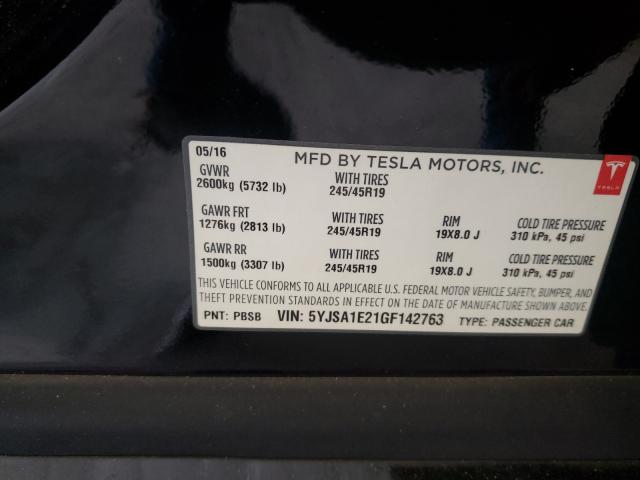 05/16 MFD BY TESLA MOTORS, INC.
GVWR WITH TIRES
2600kg (5732 lb) 245/45R19
TESLA
GAWR FRT WITH TIRES RIM COLD TIRE PRESSURE
1276kg (2813 lb) 245/45R19 19X8.0 J 310 kPa, 45 psi
GAWR RR WITH TIRES RIM COLD TIRE PRESSURE
1500kg (3307 lb) 245/45R19 19X8.0 J 310 kPa, 45 psi
THIS VEHICLE CONFORMS TO ALL APPLICABLE U.S. FEDERAL MOTOR VEHICLE SAFETY, BUMPER, AND
THEFT PREVENTION STANDARDS IN EFFECT ON THE DATE OF MANUFACTURE SHOWN ABOVE.
PNT: PBSB VIN: 5YJSA1E21GF142763 TYPE: PASSENGER CAR